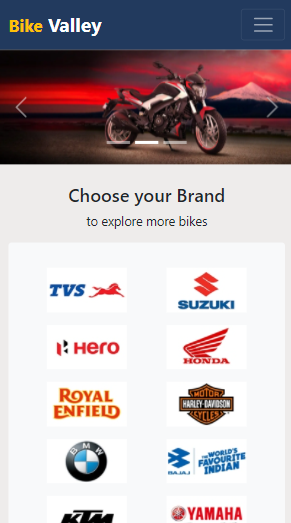 Bike Valley
Choose your Brand
to explore more bikes
TVS
SUZUKI
HERO
HONDA
ROYAL
ENFIELD
MOTOR
HARLEY-DAVIDSON
CYCLES
BMW
BAJAJ
THE WORLD'S
FAVOURITE
INDIAN
KTM
YAMAHA